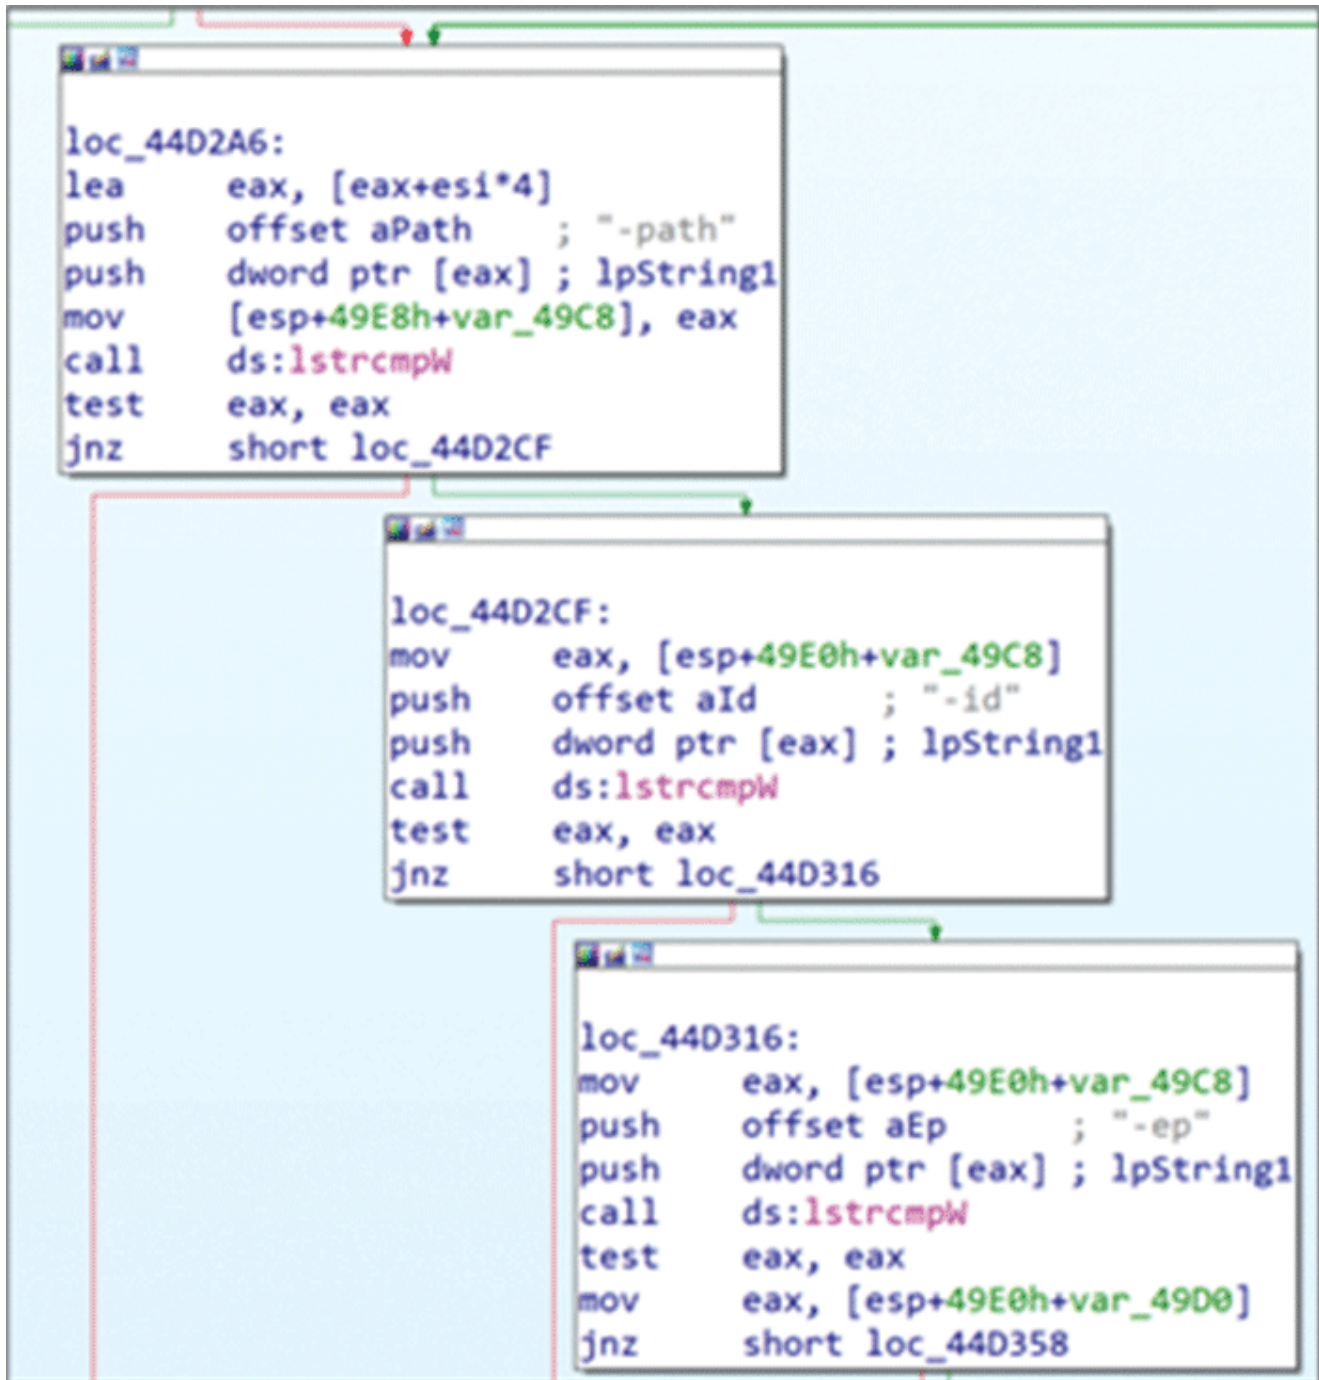 loc_44D2A6:
lea eax, [eax+esi*4]
push offset aPath ; "-path"
push dword ptr [eax] ; lpString1
mov [esp+49E8h+var_49C8], eax
call ds:lstrcmpW
test eax, eax
jnz short loc_44D2CF
loc_44D2CF:
mov eax, [esp+49E0h+var_49C8]
push offset aId ; "-id"
push dword ptr [eax] ; lpString1
call ds:lstrcmpW
test eax, eax
jnz short loc_44D316
loc_44D316:
mov eax, [esp+49E0h+var_49C8]
push offset aEp ; "-ep"
push dword ptr [eax] ; lpString1
call ds:lstrcmpW
test eax, eax
mov eax, [esp+49E0h+var_49D0]
jnz short loc_44D358